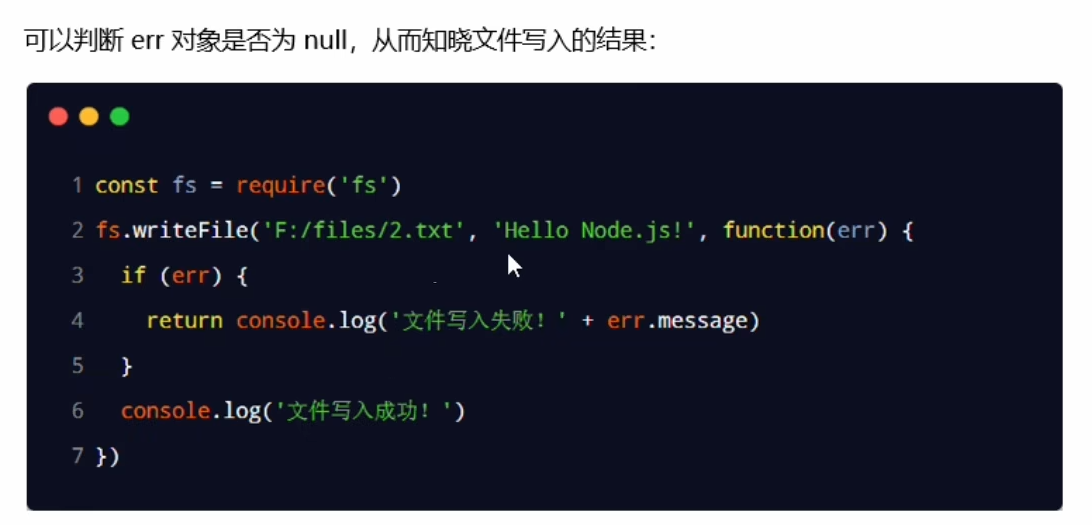 可以判断 err 对象是否为 null，从而知晓文件写入的结果：
1 const fs = require('fs')
2 fs.writeFile('F:/files/2.txt', 'Hello Node.js!', function(err) {
3   if (err) {
4     return console.log('文件写入失败！' + err.message)
5   }
6   console.log('文件写入成功！')
7 })